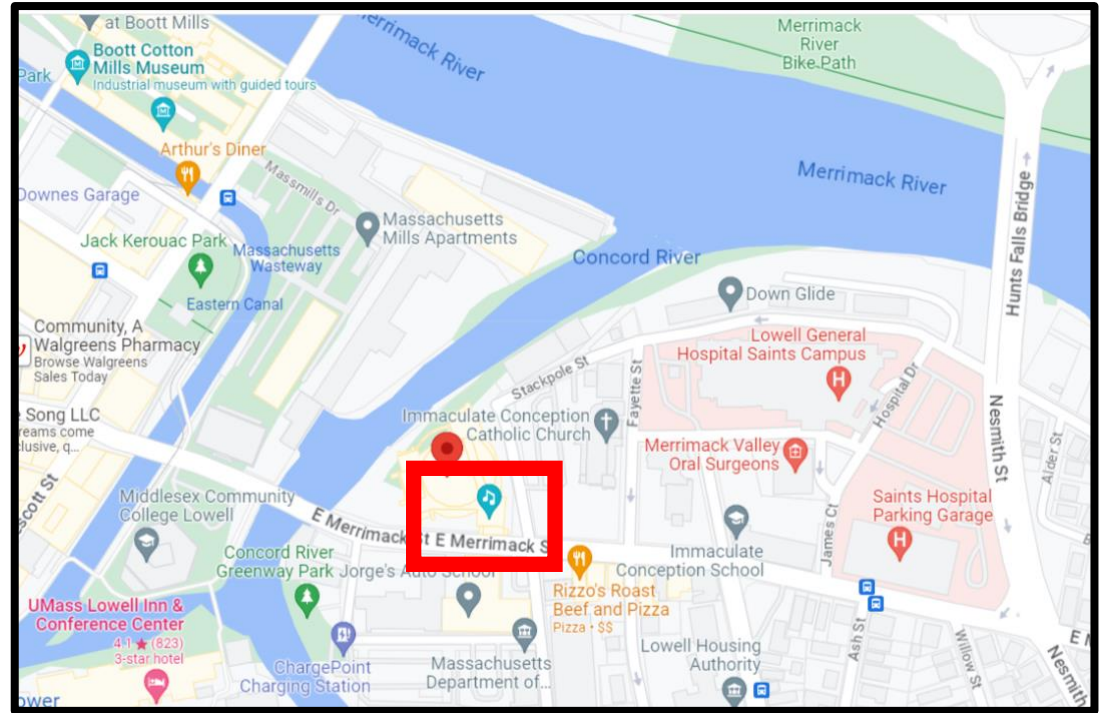 at Boott Mills
Boott Cotton
Mills Museum
Industrial museum with guided tours
Park
Arthur's Diner
Downes Garage
Massmills Dr
Jack Kerouac Park
Massachusetts
Wasteway
Eastern Canal
Massachusetts
Mills Apartments
Merrimack River
Merrimack
River
Bike Path
Merrimack River
Hunts Falls Bridge
Concord River
Down Glide
Lowell General
Hospital Saints Campus
H
Hospital Dr
Community, A
Walgreens Pharmacy
Browse Walgreens
Sales Today
e Song LLC
reams come
clusive, q...
scott St
Stackpole St
Fayette St
Immaculate Conception
Catholic Church
Merrimack Valley
Oral Surgeons
Nesmith St
Alder St
Middlesex Community
College Lowell
E Merrimack St
E Merrimack S
Saints Hospital
Parking Garage
H
James Ct
Concord River
Greenway Park
Jorge's Auto School
Immaculate
Conception School
Rizzo's Roast
Beef and Pizza
Pizza • $$
UMass Lowell Inn &
Conference Center
4.1 ★ (823)
3-star hotel
ChargePoint
Charging Station
Massachusetts
Department of...
Lowell Housing
Authority
Ash St
Willow St
E
Nesmith
ower